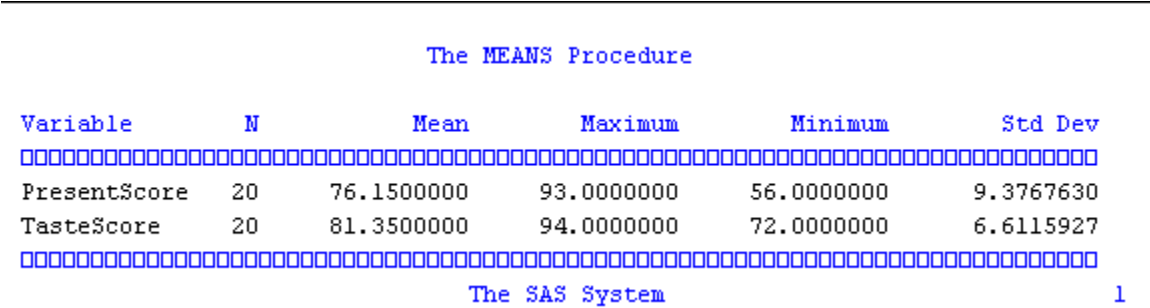 The MEANS Procedure
Variable N Mean Maximum Minimum Std Dev
PresentScore 20 76.1500000 93.0000000 56.0000000 9.3767630
TasteScore 20 81.3500000 94.0000000 72.0000000 6.6115927
The SAS System 1